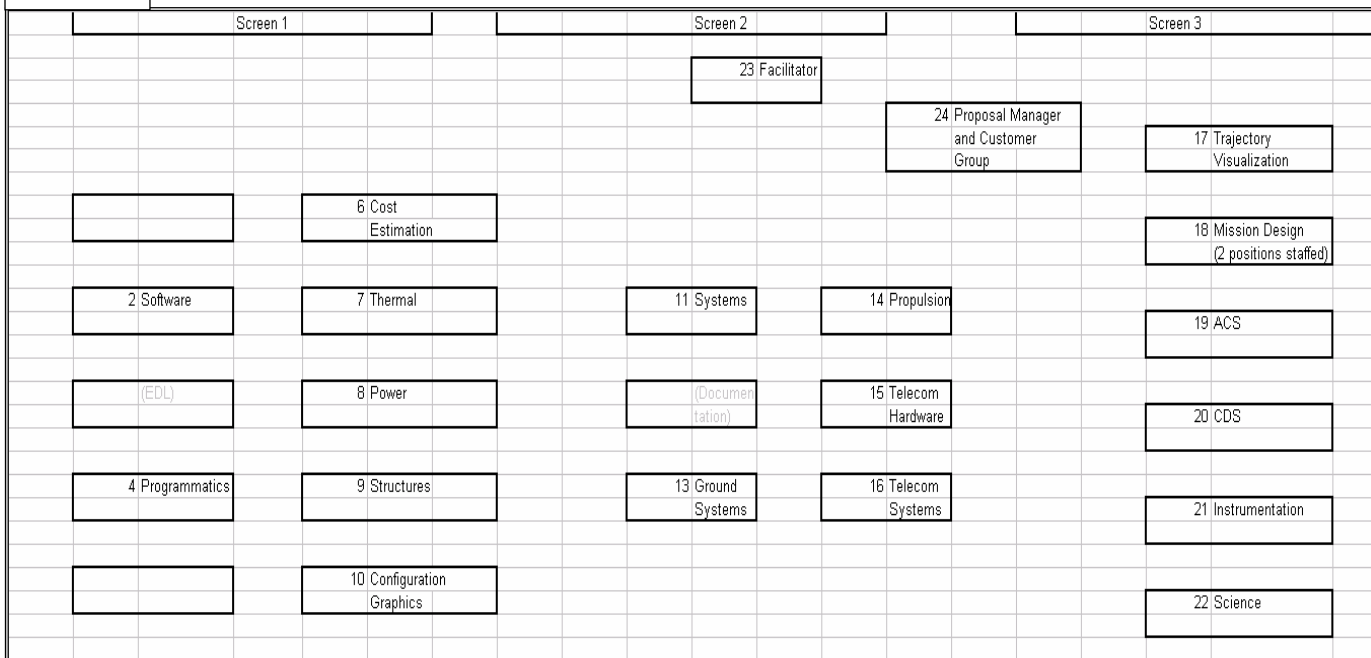 Screen 1
Screen 2
Screen 3
23 Facilitator
24 Proposal Manager
and Customer
Group
17 Trajectory
Visualization
6 Cost
Estimation
18 Mission Design
(2 positions staffed)
2 Software
7 Thermal
11 Systems
14 Propulsion
19 ACS
(EDL)
8 Power
(Documen
tation)
15 Telecom
Hardware
20 CDS
4 Programmatics
9 Structures
13 Ground
Systems
16 Telecom
Systems
21 Instrumentation
10 Configuration
Graphics
22 Science